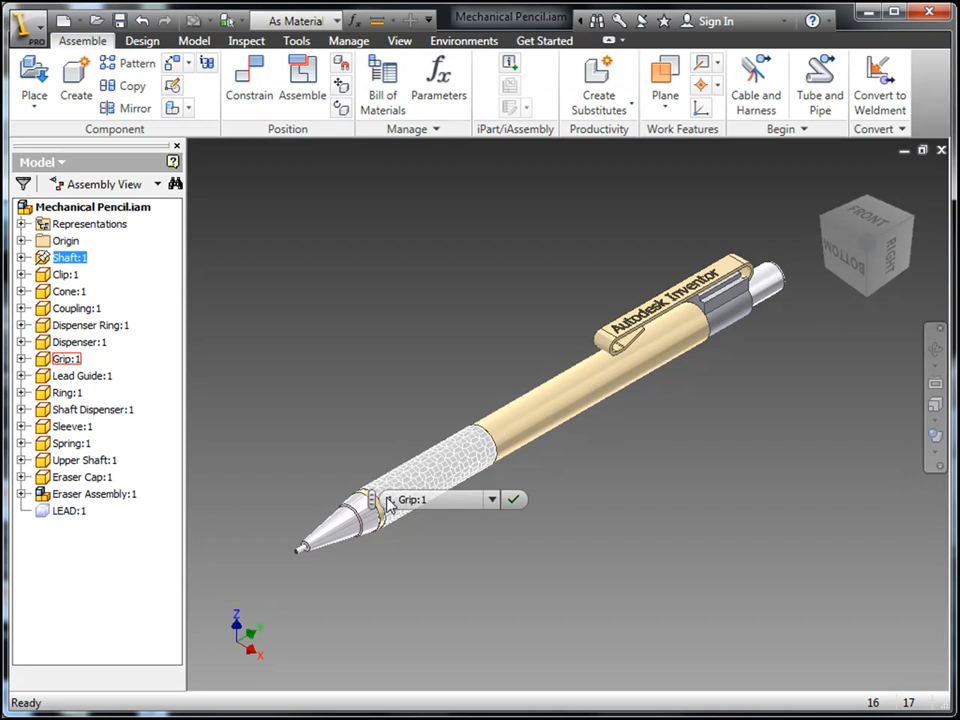 PRO
As Material
Mechanical Pencil.iam
Sign In
Assemble Design Model Inspect Tools Manage View Environments Get Started
Place
Create
Pattern
Copy
Mirror
Constrain
Assemble
Bill of
Materials
Parameters
Create
Substitutes
Plane
Cable and
Harness
Tube and
Pipe
Convert to
Weldment
Component
Position
Manage
iPart/iAssembly
Productivity
Work Features
Begin
Convert
Model
Assembly View
Mechanical Pencil.iam
Representations
Origin
Shaft:1
Clip:1
Cone:1
Coupling:1
Dispenser Ring:1
Dispenser:1
Grip:1
Lead Guide:1
Ring:1
Shaft Dispenser:1
Sleeve:1
Spring:1
Upper Shaft:1
Eraser Cap:1
Eraser Assembly:1
LEAD:1
FRONT
RIGHT
BOTTOM
Autodesk Inventor
Grip:1
Z
Y
X
Ready
16 17